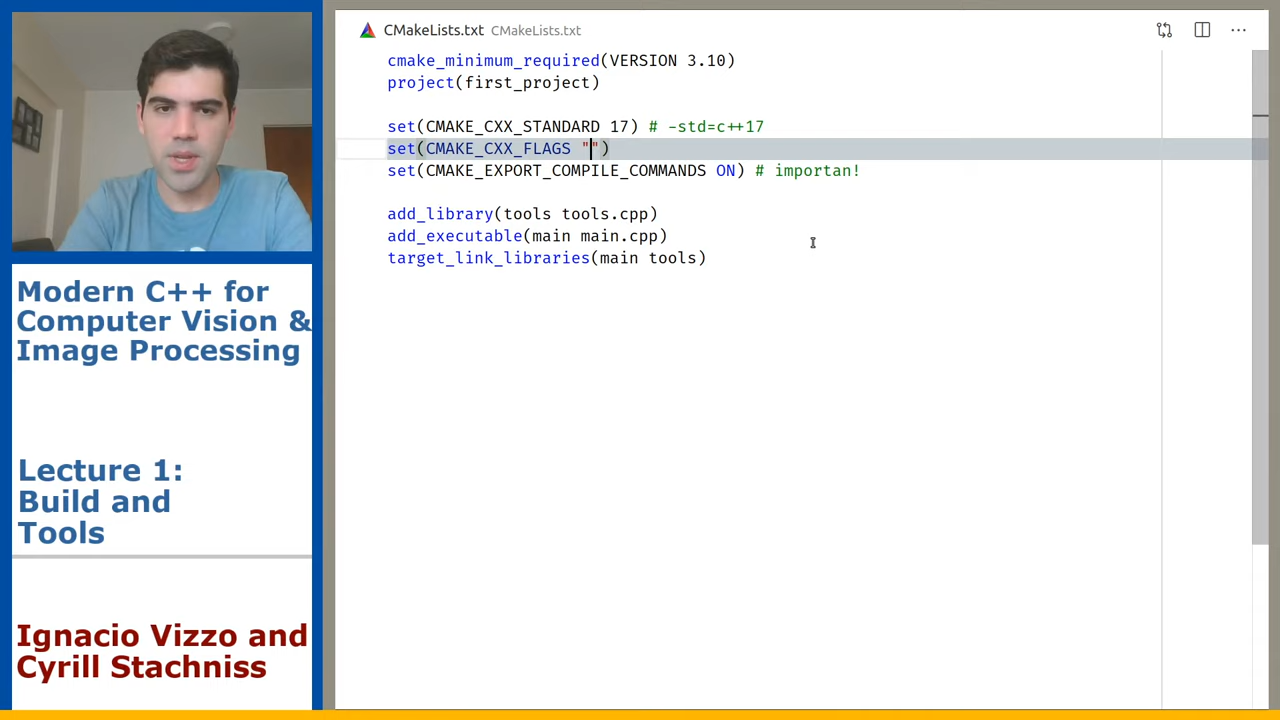 CMakeLists.txt CMakeLists.txt
cmake_minimum_required(VERSION 3.10)
project(first_project)
set(CMAKE_CXX_STANDARD 17) # -std=c++17
set(CMAKE_CXX_FLAGS "")
set(CMAKE_EXPORT_COMPILE_COMMANDS ON) # importan!
add_library(tools tools.cpp)
add_executable(main main.cpp)
target_link_libraries(main tools)
Modern C++ for
Computer Vision &
Image Processing
Lecture 1:
Build and
Tools
Ignacio Vizzo and
Cyrill Stachniss